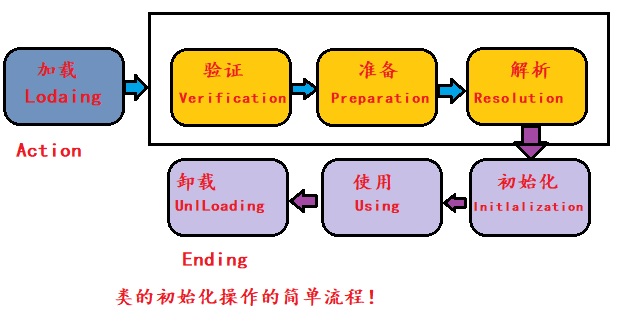 加载
Lodaing
验证
Verification
准备
Preparation
解析
Resolution
Action
卸载
UnlLoading
使用
Using
初始化
Initlalization
Ending
类的初始化操作的简单流程!